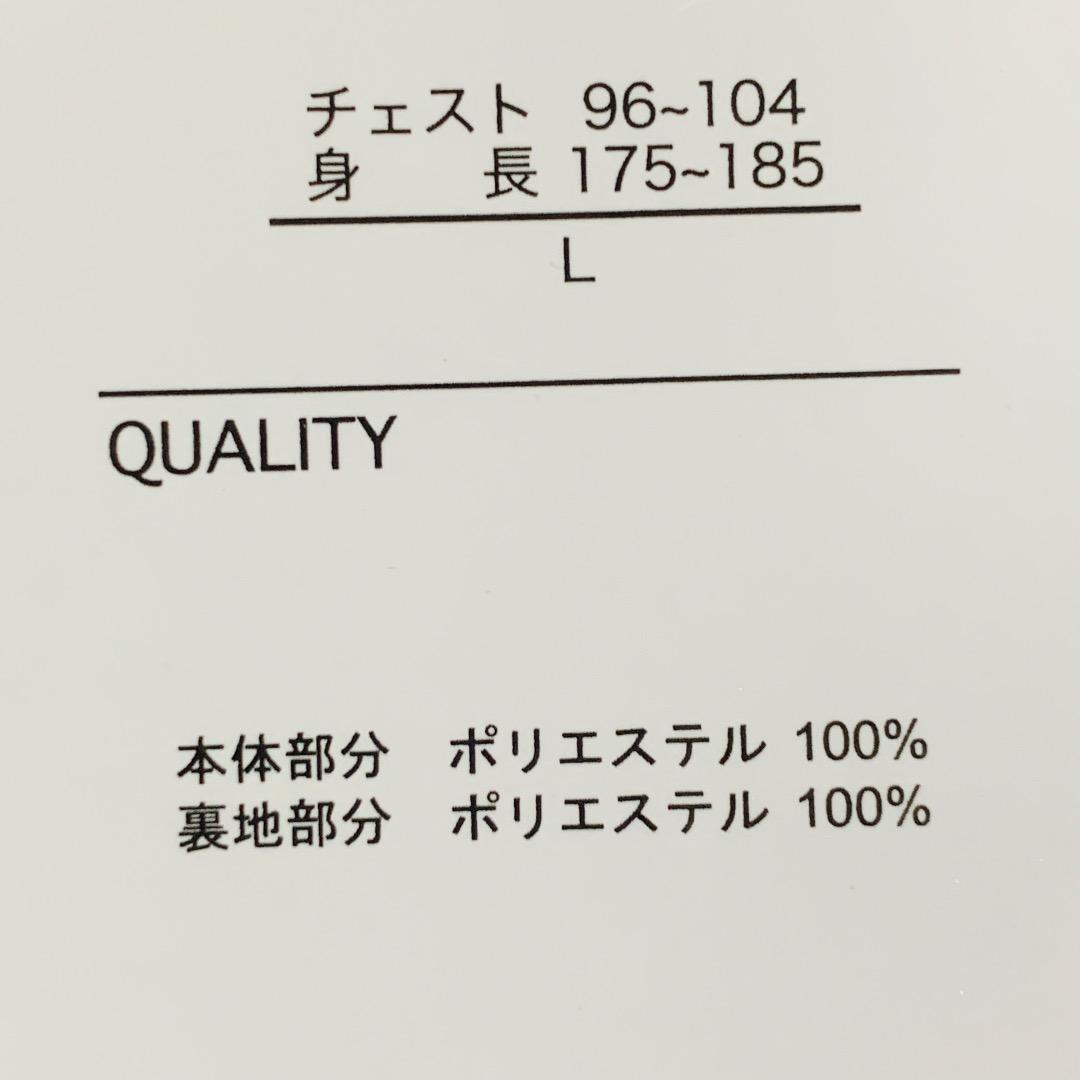 チェスト 96~104
身　　長 175~185
L
QUALITY
本体部分　ポリエステル 100%
裏地部分　ポリエステル 100%